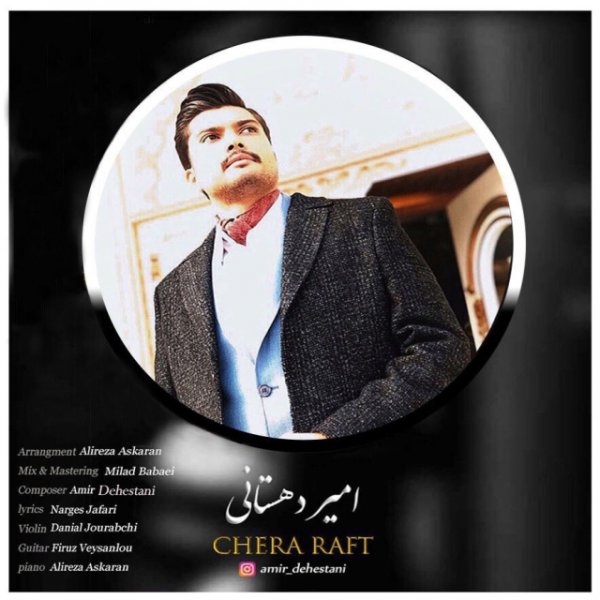 Arrangment Alireza Askaran
Mix & Mastering Milad Babaei
Composer Amir Dehestani
lyrics Narges Jafari
Violin Danial Jourabchi
Guitar Firuz Veysanlou
piano Alireza Askaran
امیر دهستانی
CHERA RAFT
amir_dehestani